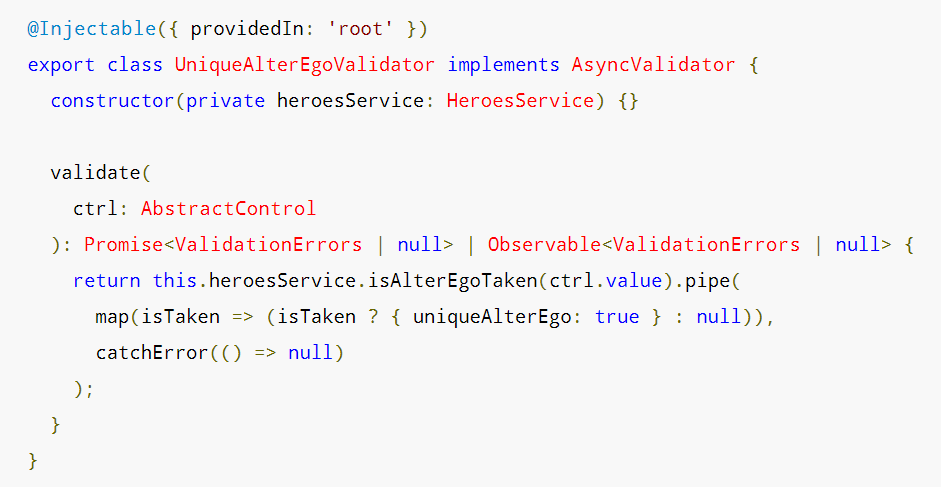 @Injectable({ providedIn: 'root' })
export class UniqueAlterEgoValidator implements AsyncValidator {
  constructor(private heroesService: HeroesService) {}

  validate(
    ctrl: AbstractControl
  ): Promise<ValidationErrors | null> | Observable<ValidationErrors | null> {
    return this.heroesService.isAlterEgoTaken(ctrl.value).pipe(
      map(isTaken => (isTaken ? { uniqueAlterEgo: true } : null)),
      catchError(() => null)
    );
  }
}